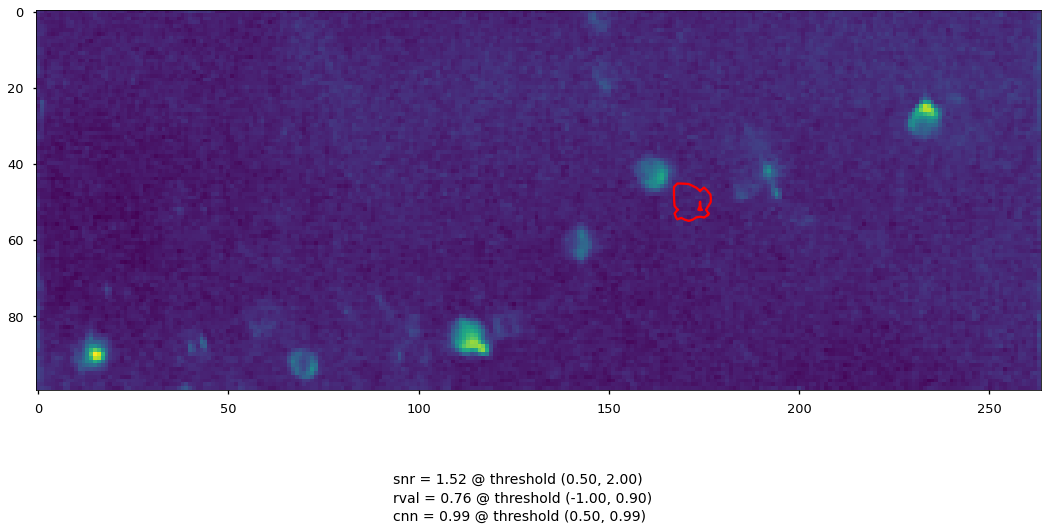 0
20
40
60
80
0 50 100 150 200 250
snr = 1.52 @ threshold (0.50, 2.00)
rval = 0.76 @ threshold (-1.00, 0.90)
cnn = 0.99 @ threshold (0.50, 0.99)